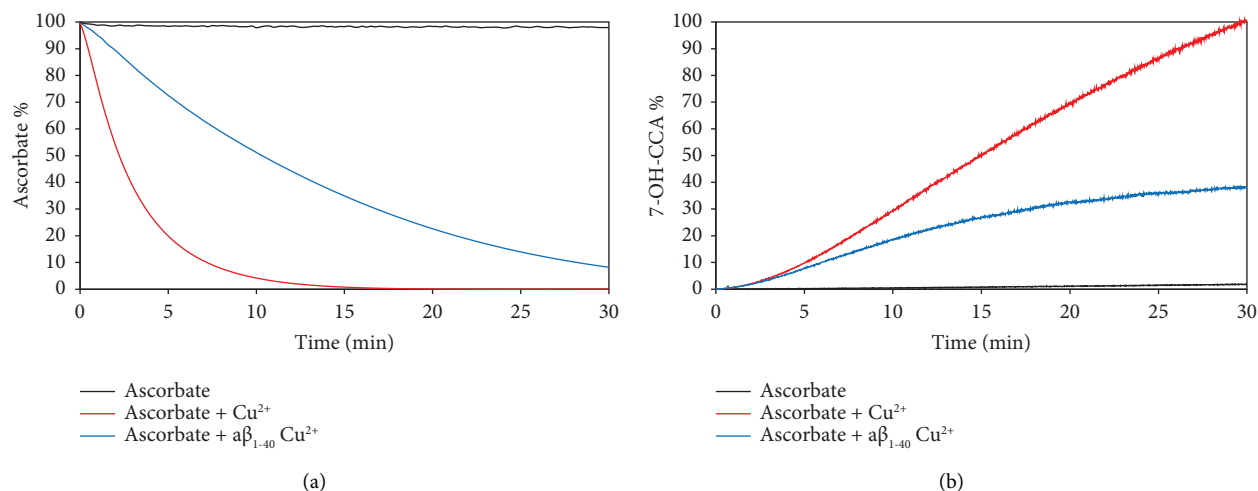 100
90
80
70
60
50
40
30
20
10
0
Ascorbate %
0 5 10 15 20 25 30
Time (min)
Ascorbate
Ascorbate + Cu²⁺
Ascorbate + aβ₁₋₄₀ Cu²⁺
(a)
100
90
80
70
60
50
40
30
20
10
0
7-OH-CCA %
0 5 10 15 20 25 30
Time (min)
Ascorbate
Ascorbate + Cu²⁺
Ascorbate + aβ₁₋₄₀ Cu²⁺
(b)